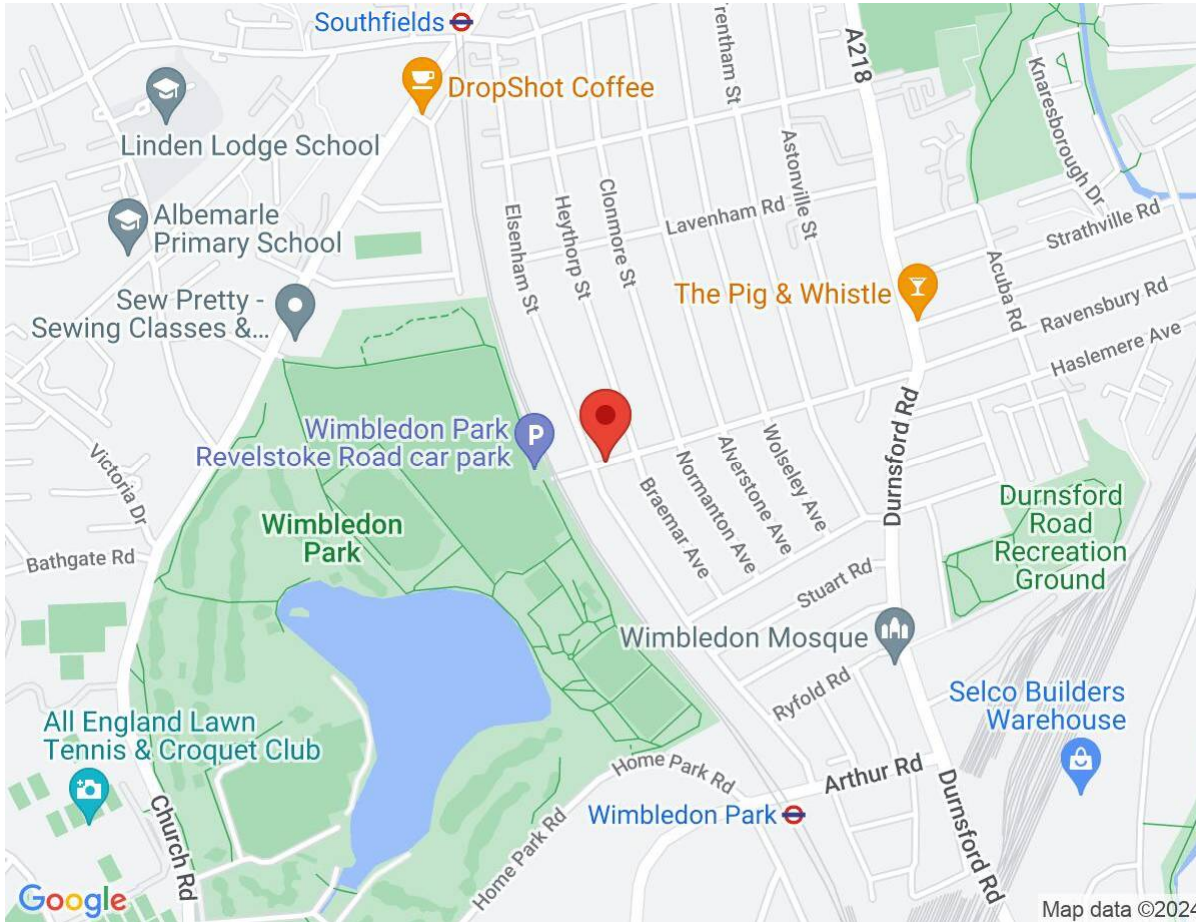 Southfields
DropShot Coffee
Linden Lodge School
Albemarle
Primary School
Sew Pretty -
Sewing Classes &...
rentham St
A218
Knaresborough Dr
Astonville St
Clonmore St
Heythorp St
Elsenham St
Lavenham Rd
Strathville Rd
Acuba Rd
The Pig & Whistle
Ravensbury Rd
Haslemere Ave
Wimbledon Park
Revelstoke Road car park
P
Victoria Dr
Bathgate Rd
Wimbledon
Park
Braemar Ave
Normanton Ave
Alverstone Ave
Wolseley Ave
Durnsford Rd
Durnsford
Road
Recreation
Ground
Stuart Rd
Wimbledon Mosque
Ryfold Rd
Selco Builders
Warehouse
All England Lawn
Tennis & Croquet Club
Church Rd
Home Park Rd
Arthur Rd
Wimbledon Park
Home Park Rd
Durnsford Rd
Google
Map data ©2024